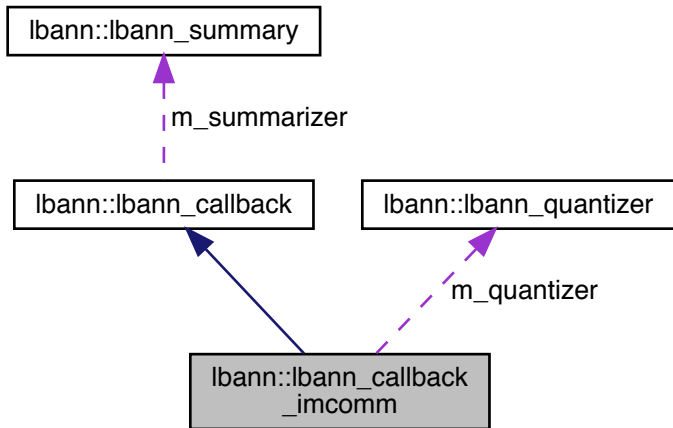 lbann::lbann_summary
m_summarizer
lbann::lbann_callback
lbann::lbann_quantizer
m_quantizer
lbann::lbann_callback
_imcomm